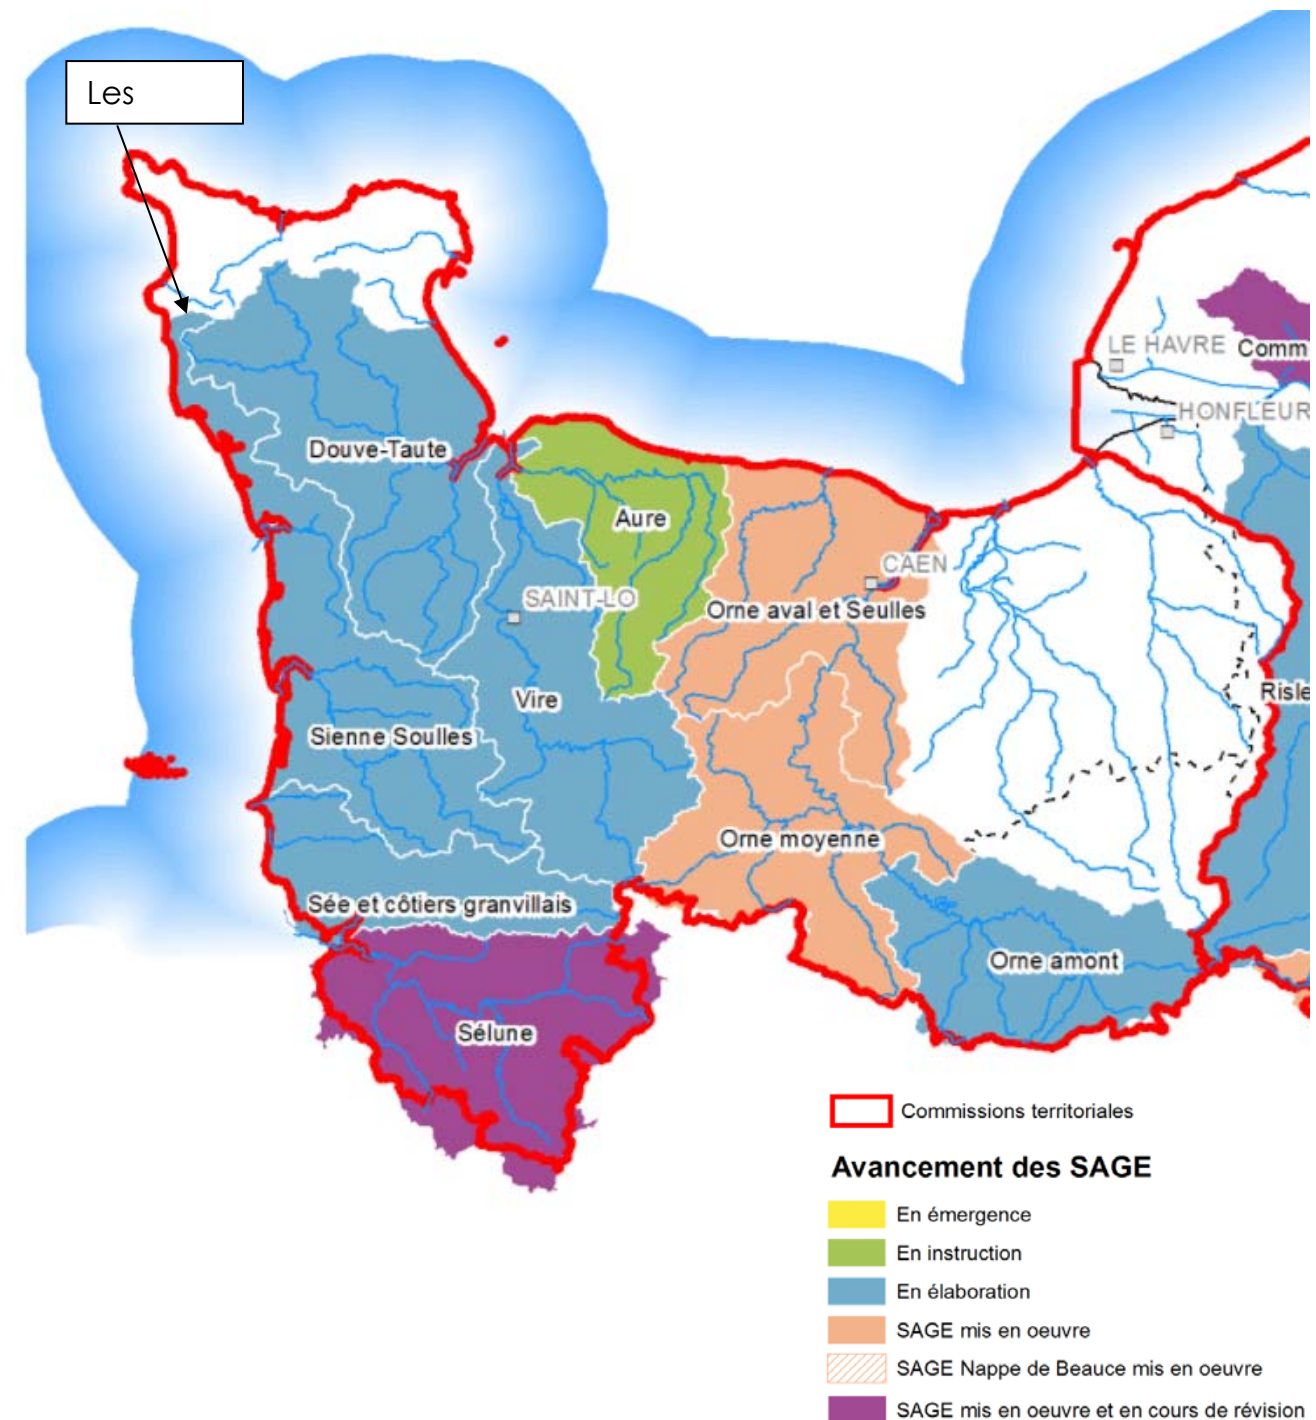 Les
LE HAVRE
Comm
HONFLEUR
Douve-Taute
Aure
CAEN
SAINT-LO
Orne aval et Seulles
Vire
Risle
Sienne Soulles
Orne moyenne
Sée et côtiers granvillais
Orne amont
Sélune
Commissions territoriales
Avancement des SAGE
En émergence
En instruction
En élaboration
SAGE mis en oeuvre
SAGE Nappe de Beauce mis en oeuvre
SAGE mis en oeuvre et en cours de révision